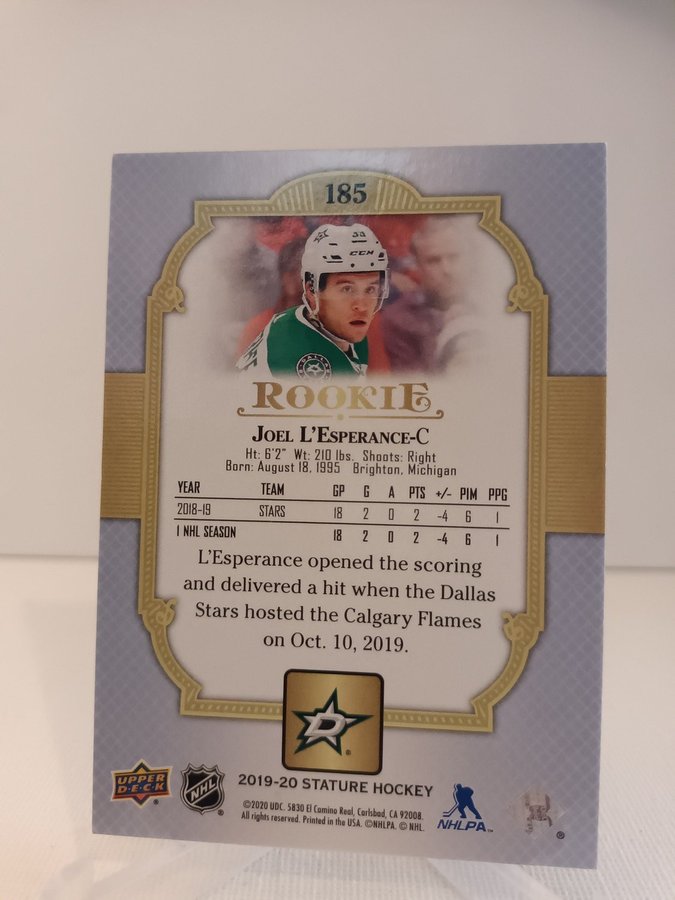 185
33
CCM
DALLAS
ROOKIE
JOEL L'ESPERANCE-C
Ht: 6'2" Wt: 210 lbs. Shoots: Right
Born: August 18, 1995 Brighton, Michigan
YEAR TEAM GP G A PTS +/- PIM PPG
2018-19 STARS 18 2 0 2 -4 6 1
1 NHL SEASON 18 2 0 2 -4 6 1
L'Esperance opened the scoring
and delivered a hit when the Dallas
Stars hosted the Calgary Flames
on Oct. 10, 2019.
D ®
UPPER
D·E·C·K
NHL ®
2019-20 STATURE HOCKEY
©2020 UDC. 5830 El Camino Real, Carlsbad, CA 92008.
All rights reserved. Printed in the USA. ©NHLPA. © NHL.
NHLPA™
®